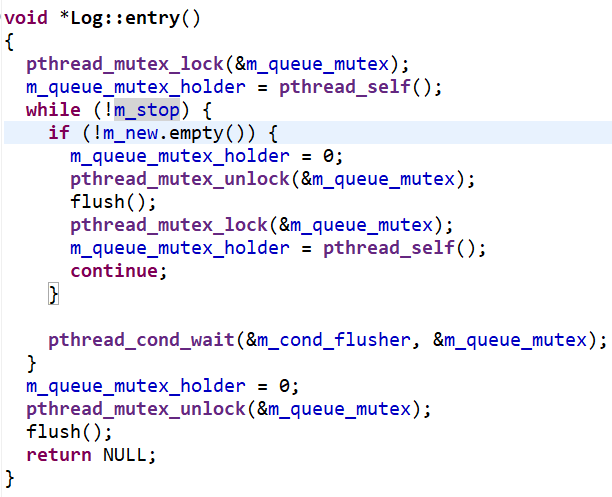 void *Log::entry()
{
  pthread_mutex_lock(&m_queue_mutex);
  m_queue_mutex_holder = pthread_self();
  while (!m_stop) {
    if (!m_new.empty()) {
      m_queue_mutex_holder = 0;
      pthread_mutex_unlock(&m_queue_mutex);
      flush();
      pthread_mutex_lock(&m_queue_mutex);
      m_queue_mutex_holder = pthread_self();
      continue;
    }

    pthread_cond_wait(&m_cond_flusher, &m_queue_mutex);
  }
  m_queue_mutex_holder = 0;
  pthread_mutex_unlock(&m_queue_mutex);
  flush();
  return NULL;
}